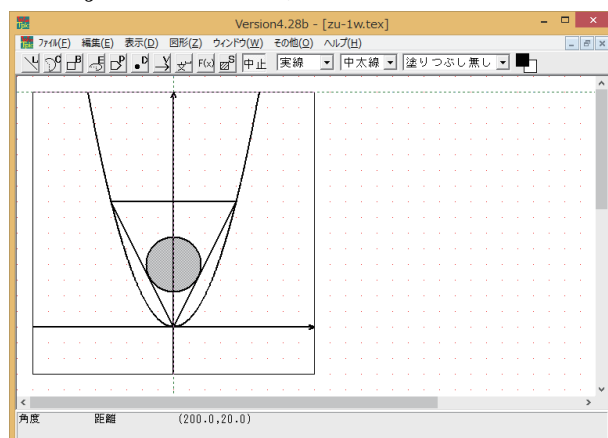 Version4.28b - [zu-1w.tex]
ファイル(F) 編集(E) 表示(D) 図形(Z) ウィンドウ(W) その他(O) ヘルプ(H)
L C B E P D V 文 F(x) S 中止 実線 中太線 塗りつぶし無し
角度 距離 (200.0,20.0)